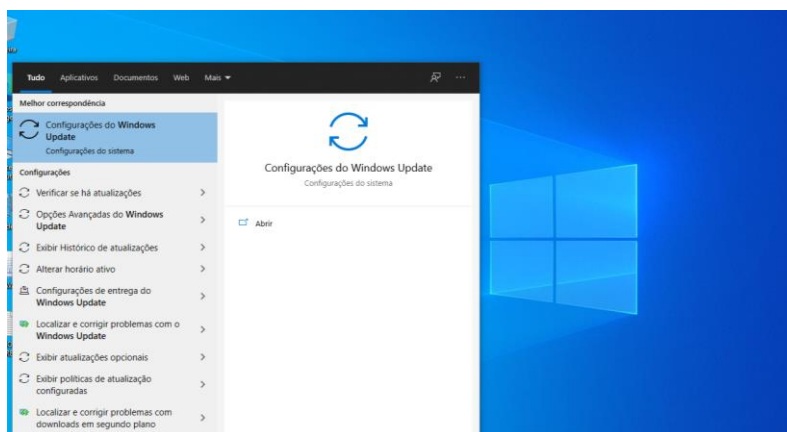 Tudo Aplicativos Documentos Web Mais
Melhor correspondência
Configurações do Windows
Update
Configurações do sistema
Configurações
Verificar se há atualizações
Opções Avançadas do Windows
Update
Exibir Histórico de atualizações
Alterar horário ativo
Configurações de entrega do
Windows Update
Localizar e corrigir problemas com o
Windows Update
Exibir atualizações opcionais
Exibir políticas de atualização
configuradas
Localizar e corrigir problemas com
downloads em segundo plano
Configurações do Windows Update
Configurações do sistema
Abrir